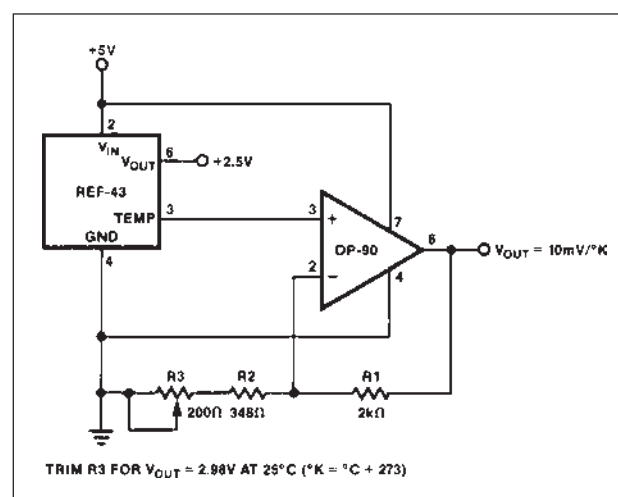 +5V
2
VIN
VOUT
6
+2.5V
REF-43
TEMP
3
3
+
7
GND
OP-90
6
VOUT = 10mV/°K
4
2
−
4
R3
R2
R1
200Ω
348Ω
2kΩ
TRIM R3 FOR VOUT = 2.98V AT 25°C (°K = °C + 273)